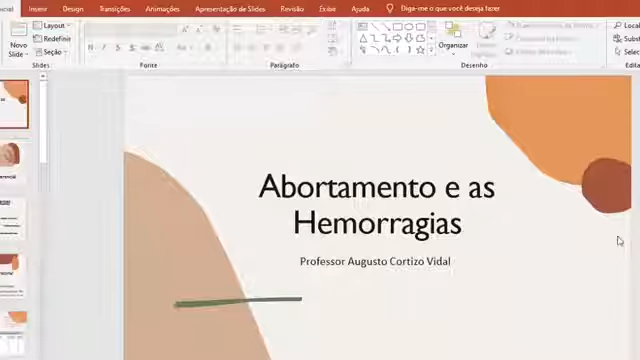 Inserir Design Transições Animações Apresentação de Slides Revisão Exibir Ajuda Diga-me o que você deseja fazer
Layout
Novo Slide
Redefinir
Seção
Organizar
Slides Fonte Parágrafo Desenho
Abortamento e as
Hemorragias
Professor Augusto Cortizo Vidal